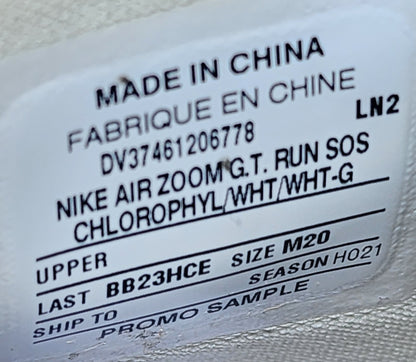 MADE IN CHINA
FABRIQUE EN CHINE
DV37461206778 LN2
NIKE AIR ZOOM G.T. RUN SOS
CHLOROPHYL/WHT/WHT-G
UPPER
LAST BB23HCE SIZE M20
SHIP TO SEASON HO21
PROMO SAMPLE